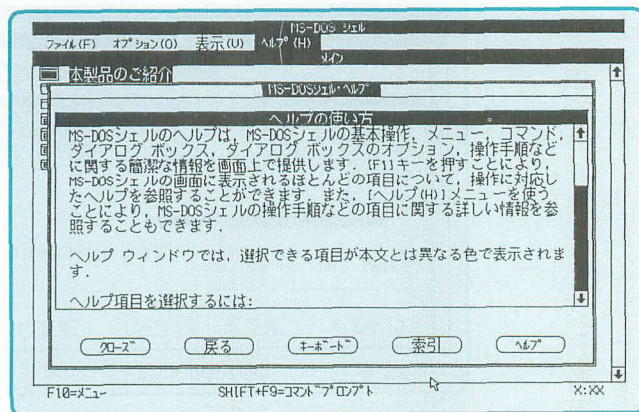 MS-DOS シェル
ファイル(F) オプション(O) 表示(U) ヘルプ(H)
メイン
本製品のご紹介
MS-DOSシェル・ヘルプ
ヘルプの使い方
MS-DOSシェルのヘルプは, MS-DOSシェルの基本操作, メニュー, コマンド,
ダイアログ ボックス, ダイアログ ボックスのオプション, 操作手順など
に関する簡潔な情報を画面上で提供します. [F1]キーを押すことにより,
MS-DOSシェルの画面に表示されるほとんどの項目について, 操作に対応し
たヘルプを参照することができます. また, [ヘルプ(H)]メニューを使う
ことにより, MS-DOSシェルの操作手順などの項目に関する詳しい情報を参
照することもできます.
ヘルプ ウィンドウでは, 選択できる項目が本文とは異なる色で表示されま
す.
ヘルプ項目を選択するには:
クローズ 戻る キーボード 索引 ヘルプ
F10=メニュー SHIFT+F9=コマンドプロンプト X:XX